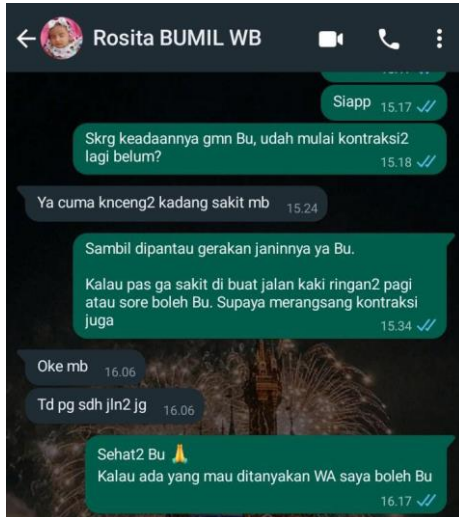 Rosita BUMIL WB
Siapp 15.17
Skrg keadaannya gmn Bu, udah mulai kontraksi2
lagi belum?
15.18
Ya cuma knceng2 kadang sakit mb 15.24
Sambil dipantau gerakan janinnya ya Bu.
Kalau pas ga sakit di buat jalan kaki ringan2 pagi
atau sore boleh Bu. Supaya merangsang kontraksi
juga
15.34
Oke mb 16.06
Td pg sdh jln2 jg 16.06
Sehat2 Bu 🙏
Kalau ada yang mau ditanyakan WA saya boleh Bu
16.17